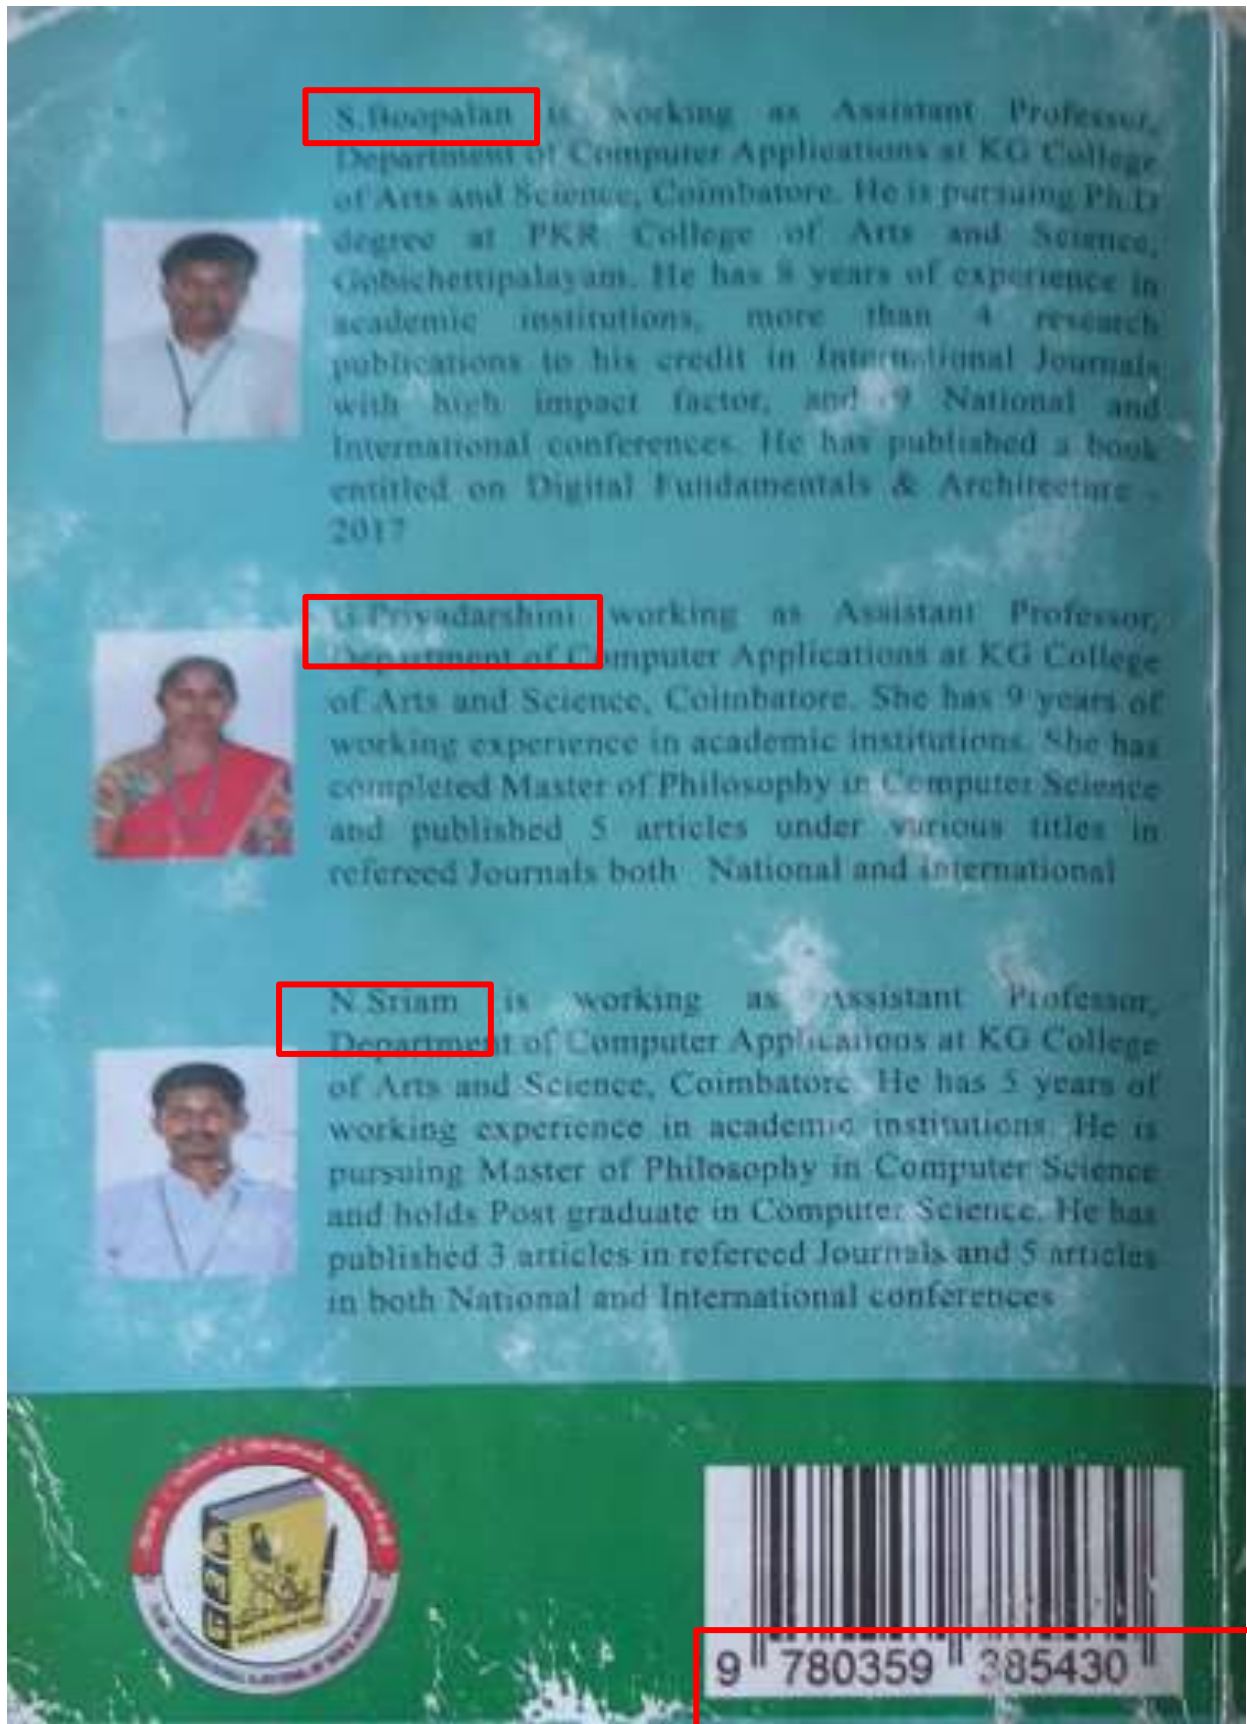 S.Boopalan is working as Assistant Professor,
Department of Computer Applications at KG College
of Arts and Science, Coimbatore. He is pursuing Ph.D
degree at PKR College of Arts and Science,
Gobichettipalayam. He has 8 years of experience in
academic institutions, more than 4 research
publications to his credit in International Journals
with high impact factor, and 9 National and
International conferences. He has published a book
entitled on Digital Fundamentals & Architecture -
2017
G.Priyadarshini working as Assistant Professor,
Department of Computer Applications at KG College
of Arts and Science, Coimbatore. She has 9 years of
working experience in academic institutions. She has
completed Master of Philosophy in Computer Science
and published 5 articles under various titles in
refereed Journals both National and International
N.Sriam is working as Assistant Professor,
Department of Computer Applications at KG College
of Arts and Science, Coimbatore. He has 5 years of
working experience in academic institutions. He is
pursuing Master of Philosophy in Computer Science
and holds Post graduate in Computer Science. He has
published 3 articles in refereed Journals and 5 articles
in both National and International conferences
9 780359 385430